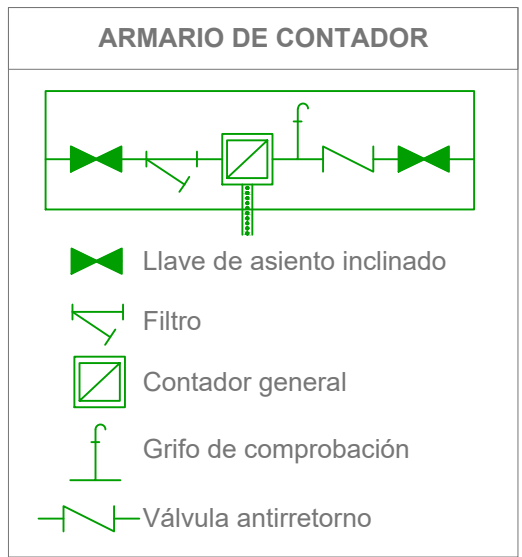 ARMARIO DE CONTADOR
Llave de asiento inclinado
Filtro
Contador general
Grifo de comprobación
Válvula antirretorno